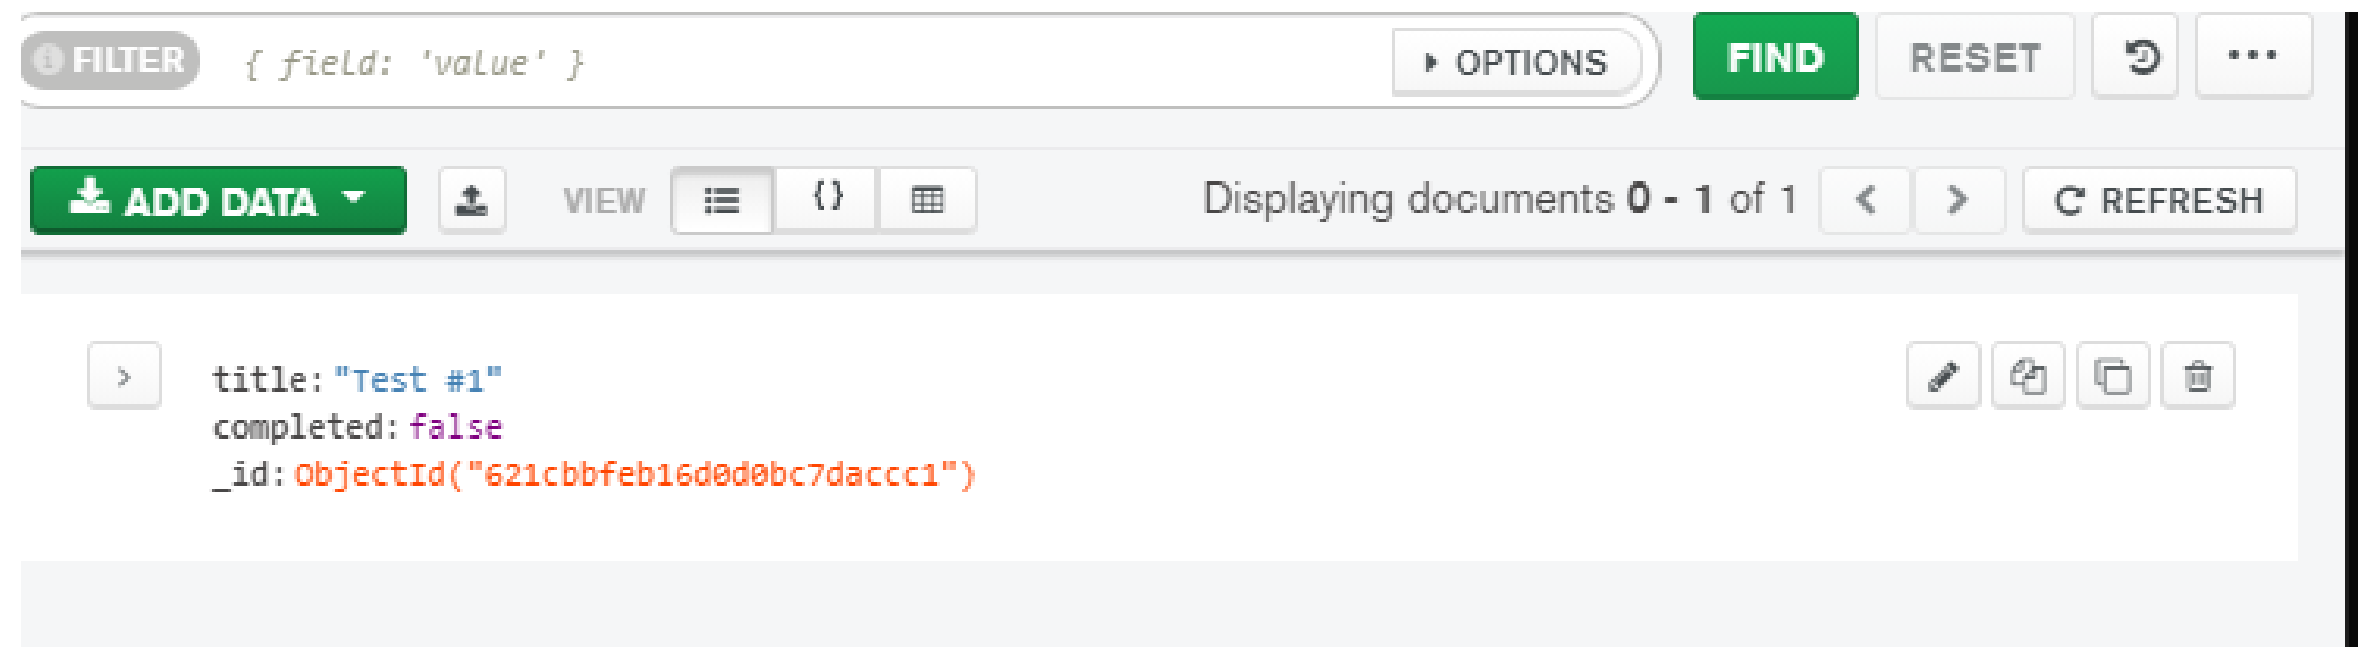 FILTER { field: 'value' } OPTIONS FIND RESET
ADD DATA VIEW {} Displaying documents 0 - 1 of 1 < > REFRESH
> title: "Test #1"
completed: false
_id: ObjectId("621cbbfeb16d0d0bc7daccc1")